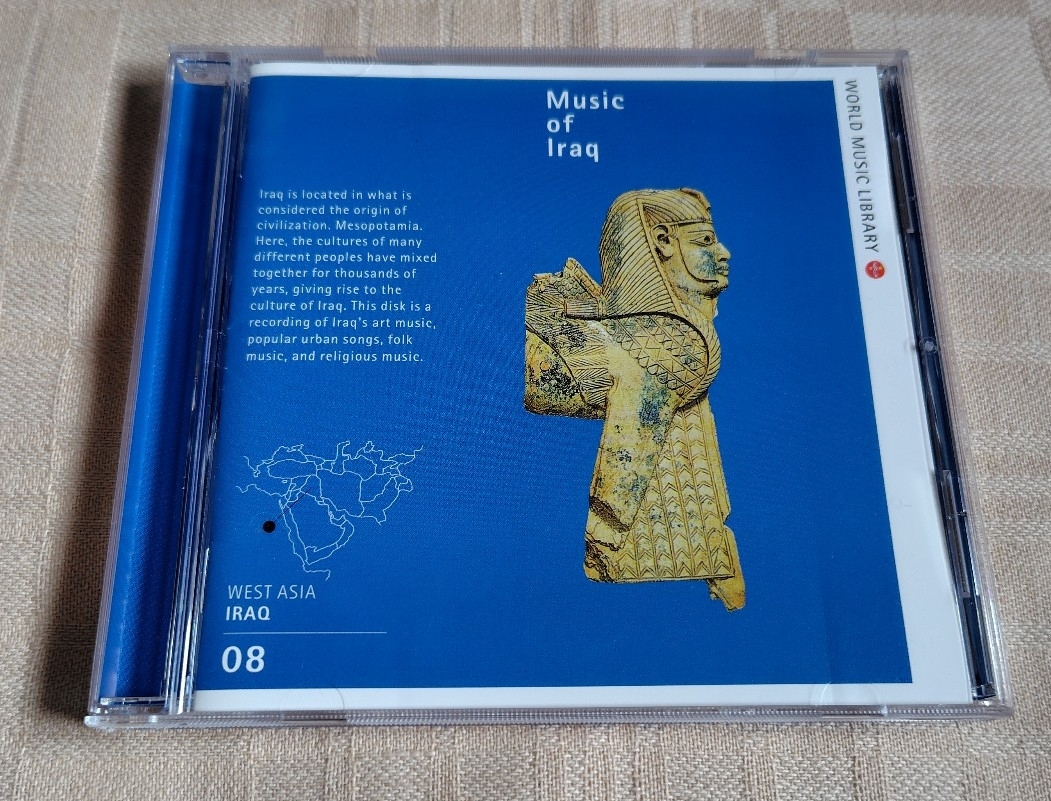 Music
of
Iraq
WORLD MUSIC LIBRARY
Iraq is located in what is
considered the origin of
civilization. Mesopotamia.
Here, the cultures of many
different peoples have mixed
together for thousands of
years, giving rise to the
culture of Iraq. This disk is a
recording of Iraq's art music,
popular urban songs, folk
music, and religious music.
WEST ASIA
IRAQ
08